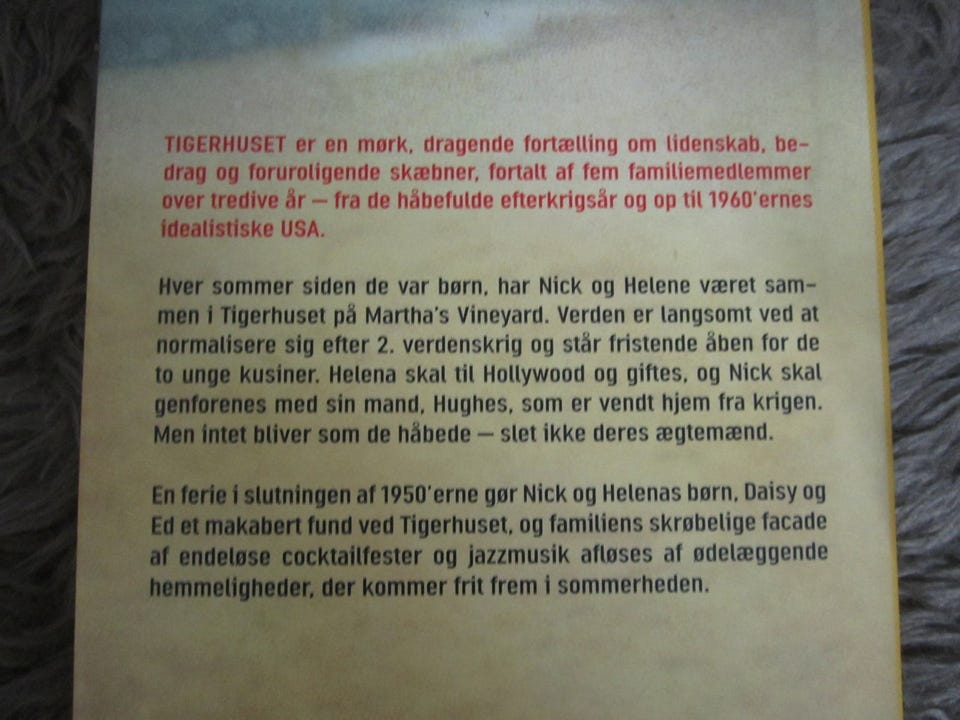 TIGERHUSET er en mørk, dragende fortælling om lidenskab, be-
drag og foruroligende skæbner, fortalt af fem familiemedlemmer
over tredive år – fra de håbefulde efterkrigsår og op til 1960'ernes
idealistiske USA.
Hver sommer siden de var børn, har Nick og Helene været sam-
men i Tigerhuset på Martha's Vineyard. Verden er langsomt ved at
normalisere sig efter 2. verdenskrig og står fristende åben for de
to unge kusiner. Helena skal til Hollywood og giftes, og Nick skal
genforenes med sin mand, Hughes, som er vendt hjem fra krigen.
Men intet bliver som de håbede – slet ikke deres ægtemænd.
En ferie i slutningen af 1950'erne gør Nick og Helenas børn, Daisy og
Ed et makabert fund ved Tigerhuset, og familiens skrøbelige facade
af endeløse cocktailfester og jazzmusik afløses af ødelæggende
hemmeligheder, der kommer frit frem i sommerheden.